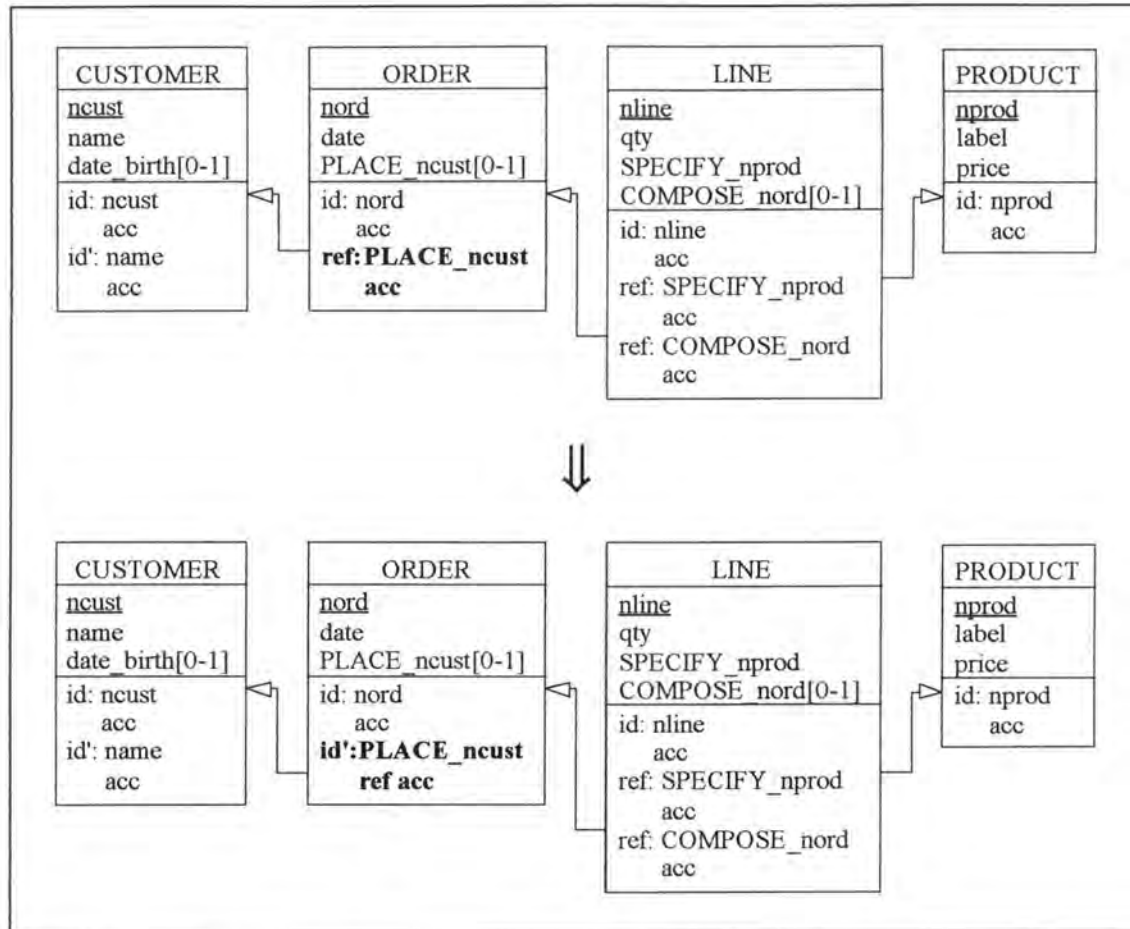 CUSTOMER
ncust
name
date_birth[0-1]
id: ncust
acc
id': name
acc
ORDER
nord
date
PLACE_ncust[0-1]
id: nord
acc
ref:PLACE_ncust
acc
LINE
nline
qty
SPECIFY_nprod
COMPOSE_nord[0-1]
id: nline
acc
ref: SPECIFY_nprod
acc
ref: COMPOSE_nord
acc
PRODUCT
nprod
label
price
id: nprod
acc
⇓
CUSTOMER
ncust
name
date_birth[0-1]
id: ncust
acc
id': name
acc
ORDER
nord
date
PLACE_ncust[0-1]
id: nord
acc
id':PLACE_ncust
ref acc
LINE
nline
qty
SPECIFY_nprod
COMPOSE_nord[0-1]
id: nline
acc
ref: SPECIFY_nprod
acc
ref: COMPOSE_nord
acc
PRODUCT
nprod
label
price
id: nprod
acc